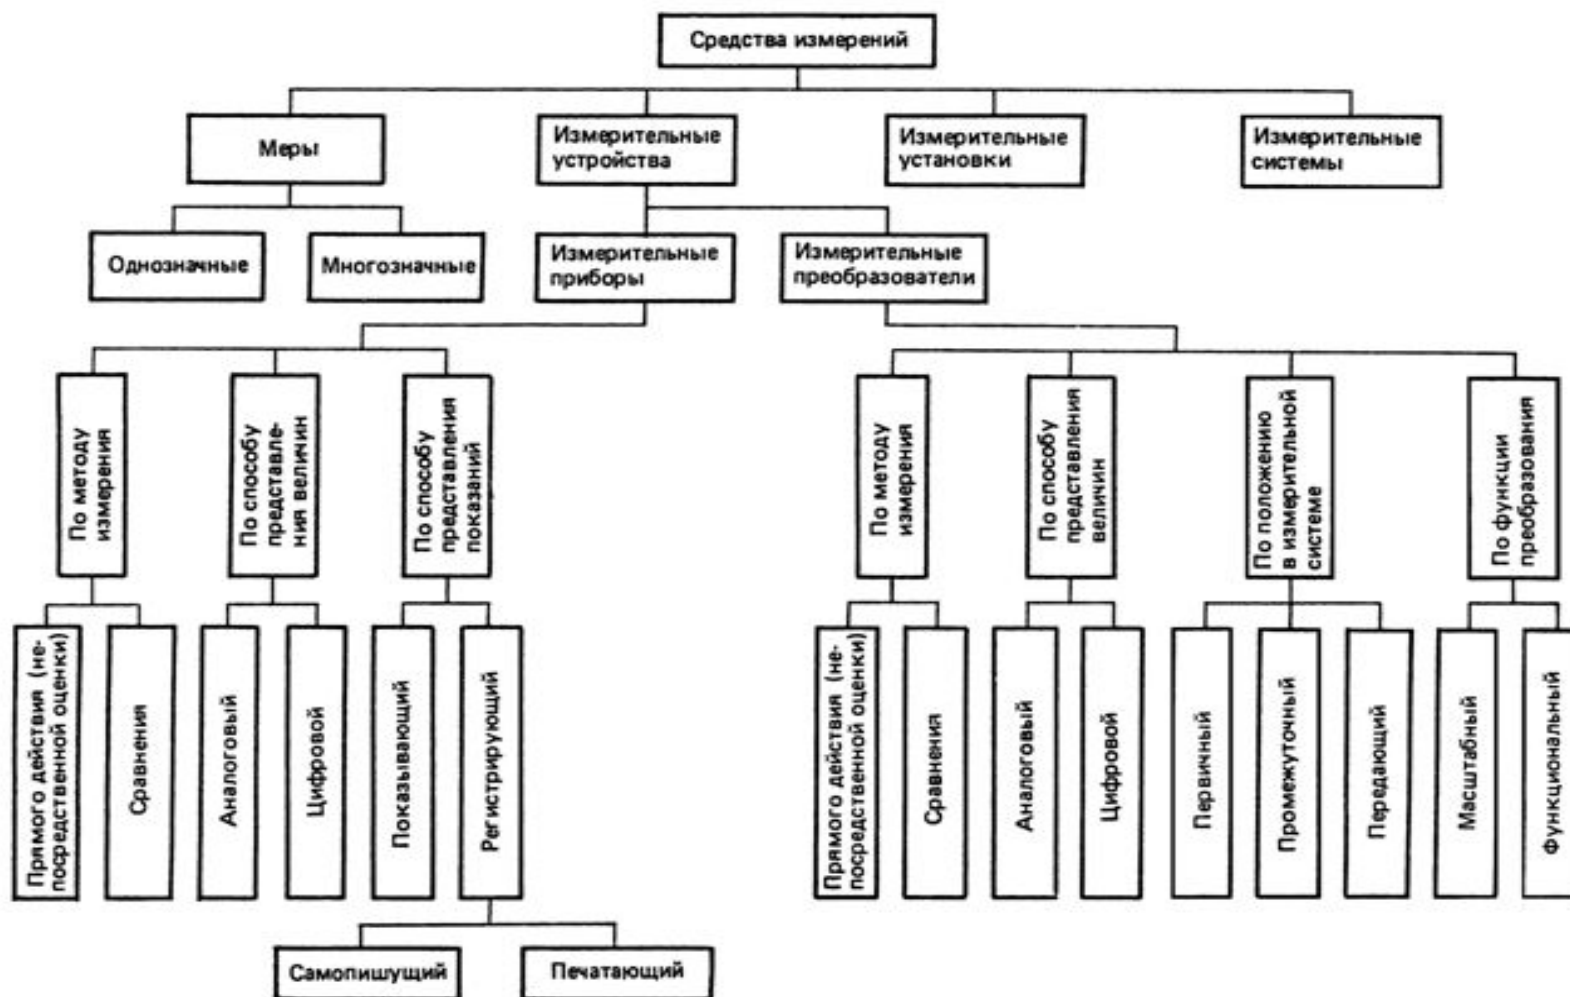 Средства измерений
Меры
Измерительные
устройства
Измерительные
установки
Измерительные
системы
Однозначные
Многозначные
Измерительные
приборы
Измерительные
преобразователи
По методу
измерения
По способу
представле-
ния величин
По способу
представления
показаний
По методу
измерения
По способу
представления
величин
По положению
в измерительной
системе
По функции
преобразования
Прямого действия (не-
посредственной оценки)
Сравнения
Аналоговый
Цифровой
Показывающий
Регистрирующий
Прямого действия (не-
посредственной оценки)
Сравнения
Аналоговый
Цифровой
Первичный
Промежуточный
Передающий
Масштабный
Функциональный
Самопишущий
Печатающий